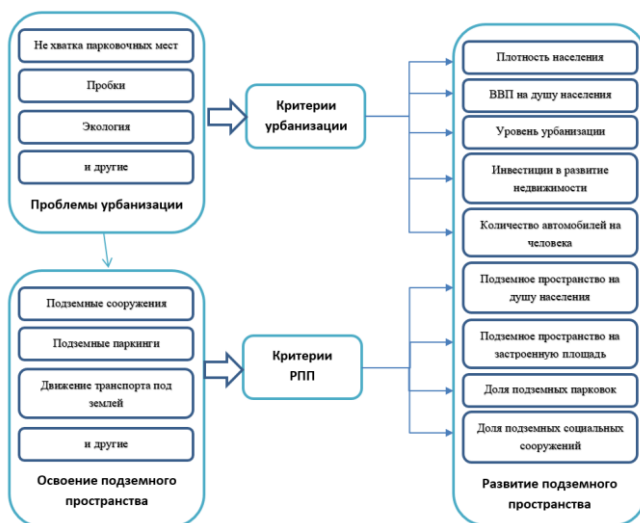 Не хватка парковочных мест
Пробки
Экология
и другие
Проблемы урбанизации
Критерии
урбанизации
Плотность населения
ВВП на душу населения
Уровень урбанизации
Инвестиции в развитие
недвижимости
Количество автомобилей на
человека
Подземные сооружения
Подземные паркинги
Движение транспорта под
землей
и другие
Освоение подземного
пространства
Критерии
РПП
Подземное пространство на
душу населения
Подземное пространство на
застроенную площадь
Доля подземных парковок
Доля подземных социальных
сооружений
Развитие подземного
пространства